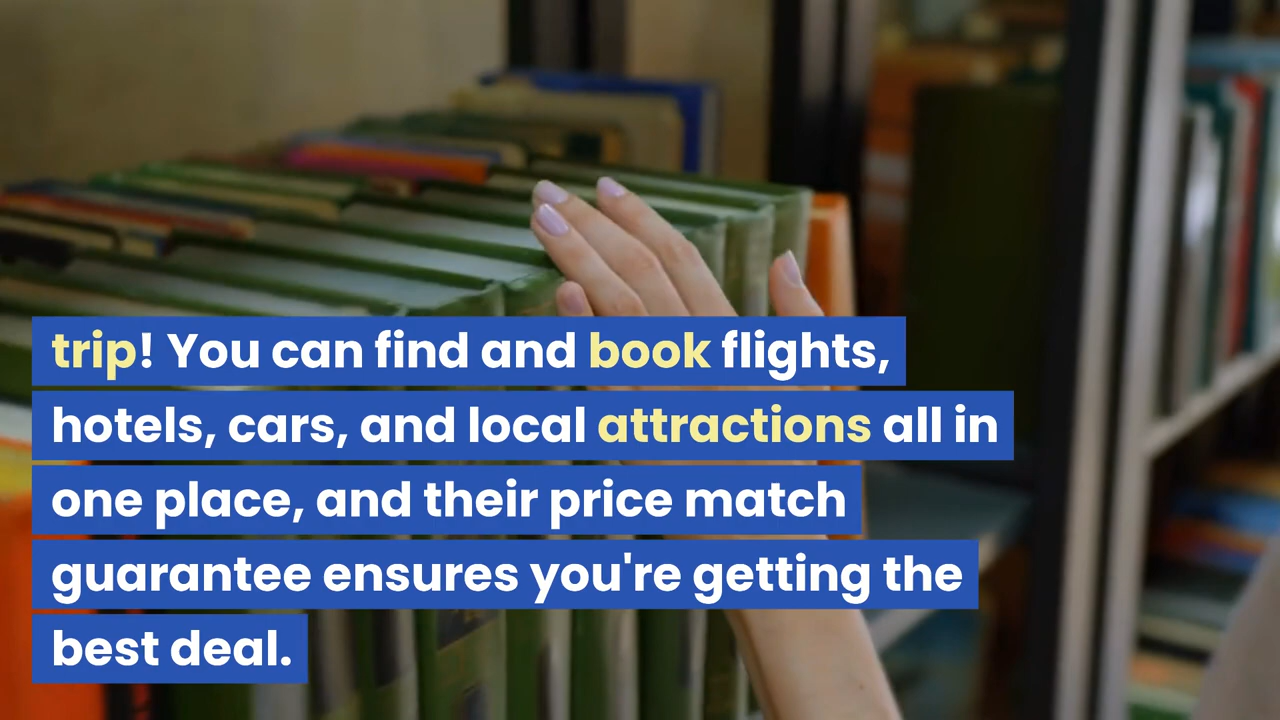 trip! You can find and book flights,
hotels, cars, and local attractions all in
one place, and their price match
guarantee ensures you're getting the
best deal.